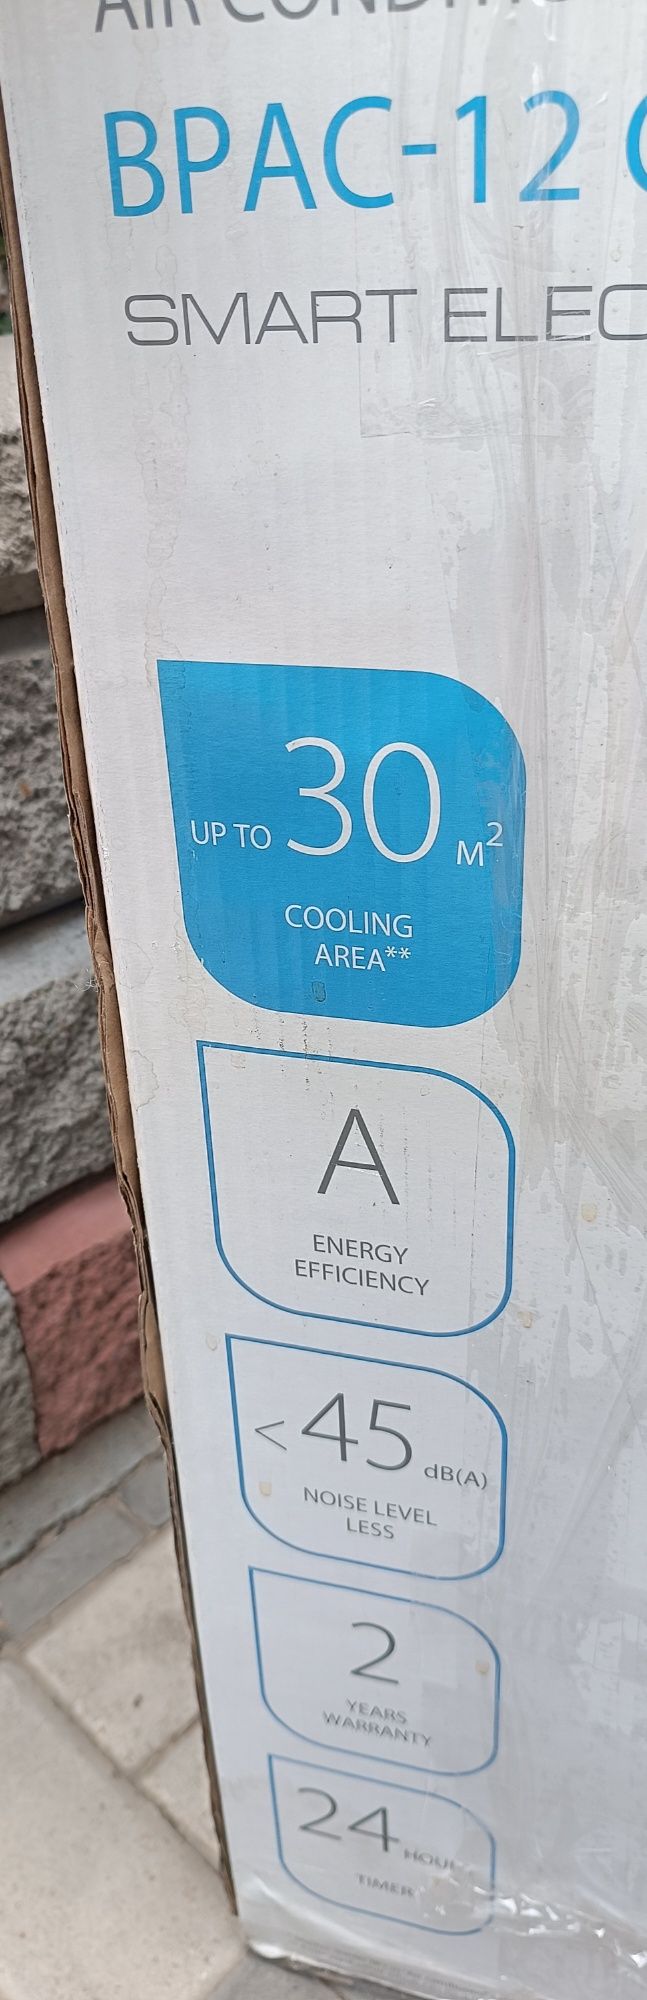 BPAC-12
SMART ELEC
UP TO 30 M²
COOLING
AREA**
A
ENERGY
EFFICIENCY
< 45 dB(A)
NOISE LEVEL
LESS
2
YEARS
WARRANTY
24 HOUR
TIMER